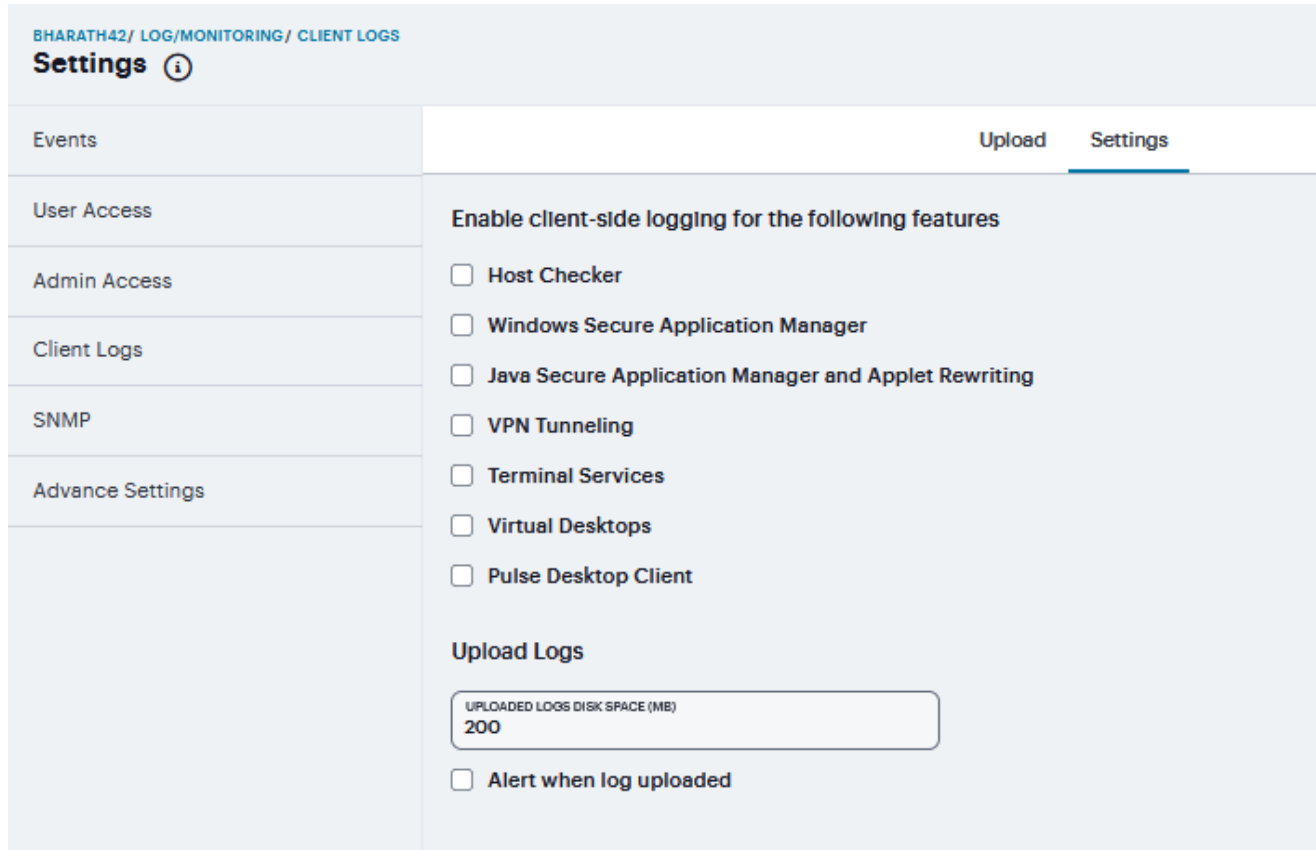 BHARATH42/ LOG/MONITORING/ CLIENT LOGS
Settings
Events
User Access
Admin Access
Client Logs
SNMP
Advance Settings
Upload Settings
Enable client-side logging for the following features
Host Checker
Windows Secure Application Manager
Java Secure Application Manager and Applet Rewriting
VPN Tunneling
Terminal Services
Virtual Desktops
Pulse Desktop Client
Upload Logs
UPLOADED LOGS DISK SPACE (MB)
200
Alert when log uploaded